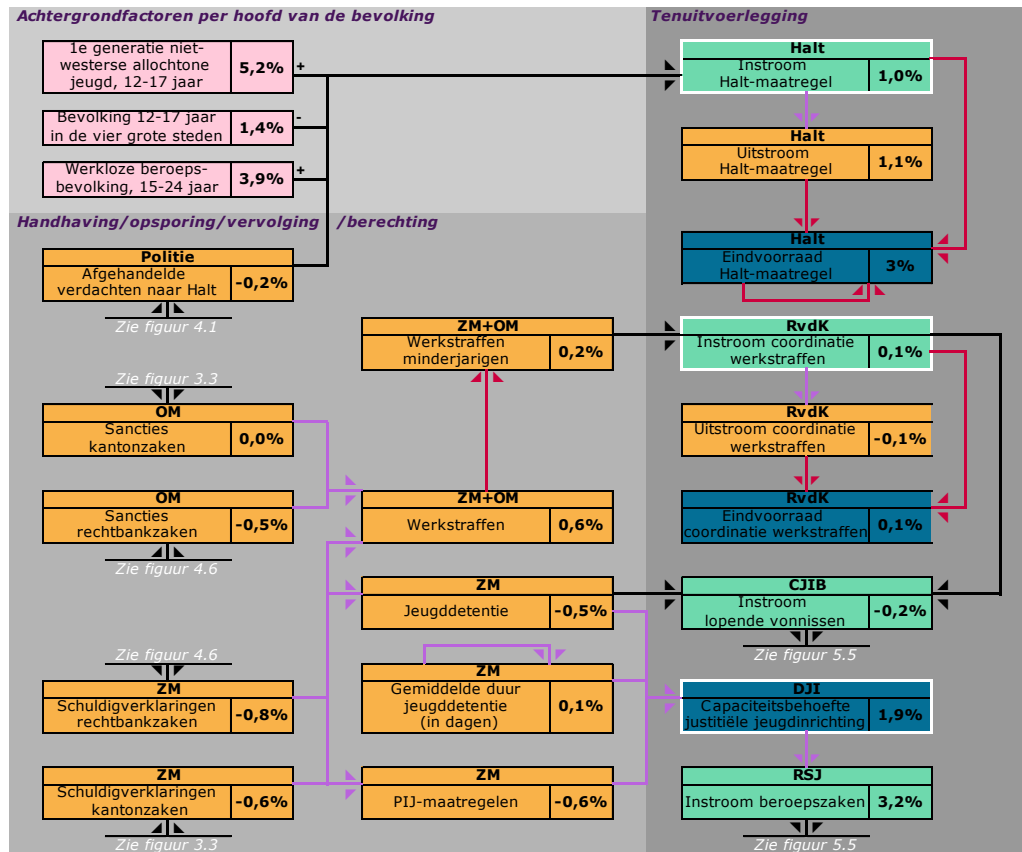 Achtergrondfactoren per hoofd van de bevolking
1e generatie niet-
westerse allochtone
jeugd, 12-17 jaar
5,2%
+
Bevolking 12-17 jaar
in de vier grote steden
1,4%
-
Werkloze beroeps-
bevolking, 15-24 jaar
3,9%
+
Handhaving/opsporing/vervolging /berechting
Politie
Afgehandelde
verdachten naar Halt
-0,2%
Zie figuur 4.1
Zie figuur 3.3
OM
Sancties
kantonzaken
0,0%
OM
Sancties
rechtbankzaken
-0,5%
Zie figuur 4.6
Zie figuur 4.6
ZM
Schuldigverklaringen
rechtbankzaken
-0,8%
ZM
Schuldigverklaringen
kantonzaken
-0,6%
Zie figuur 3.3
ZM+OM
Werkstraffen
minderjarigen
0,2%
ZM+OM
Werkstraffen
0,6%
ZM
Jeugddetentie
-0,5%
ZM
Gemiddelde duur
jeugddetentie
(in dagen)
0,1%
ZM
PIJ-maatregelen
-0,6%
Tenuitvoerlegging
Halt
Instroom
Halt-maatregel
1,0%
Halt
Uitstroom
Halt-maatregel
1,1%
Halt
Eindvoorraad
Halt-maatregel
3%
RvdK
Instroom coordinatie
werkstraffen
0,1%
RvdK
Uitstroom coordinatie
werkstraffen
-0,1%
RvdK
Eindvoorraad
coordinatie werkstraffen
0,1%
CJIB
Instroom
lopende vonnissen
-0,2%
Zie figuur 5.5
DJI
Capaciteitsbehoefte
justitiële jeugdinrichting
1,9%
RSJ
Instroom beroepszaken
3,2%
Zie figuur 5.5